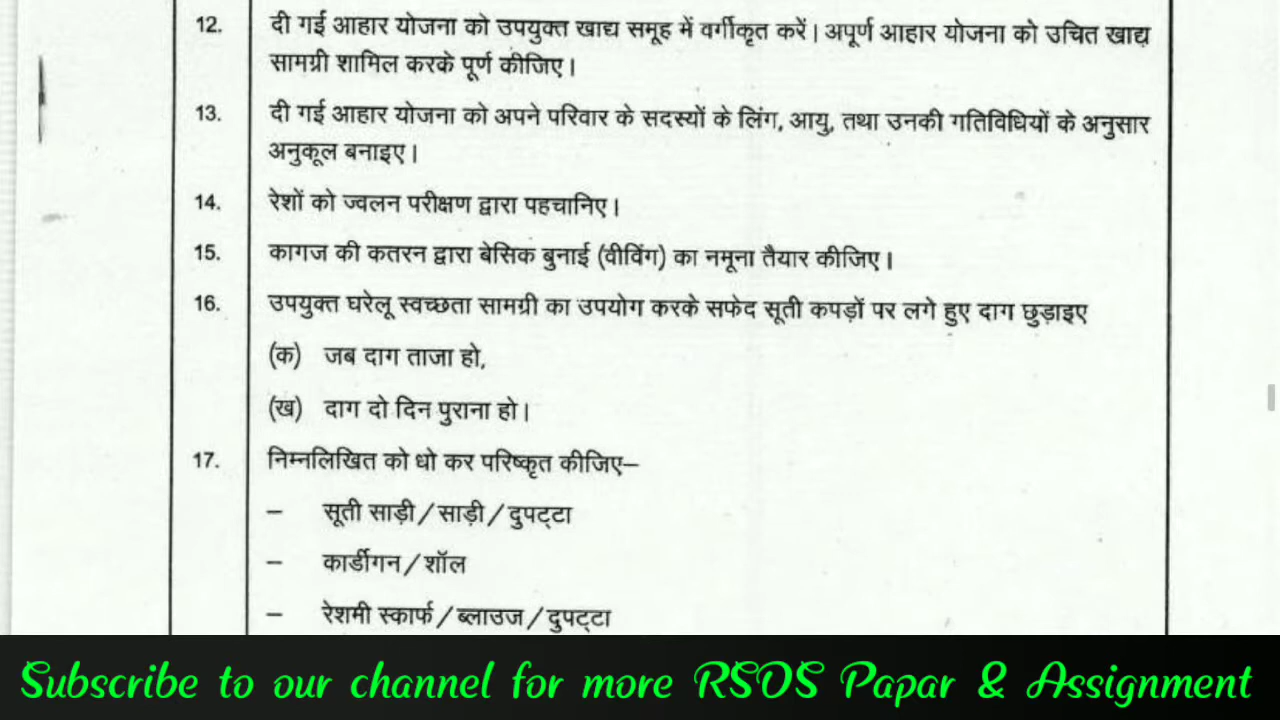 12. दी गई आहार योजना को उपयुक्त खाद्य समूह में वर्गीकृत करें। अपूर्ण आहार योजना को उचित खाद्य
सामग्री शामिल करके पूर्ण कीजिए।
13. दी गई आहार योजना को अपने परिवार के सदस्यों के लिंग, आयु, तथा उनकी गतिविधियों के अनुसार
अनुकूल बनाइए।
14. रेशों को ज्वलन परीक्षण द्वारा पहचानिए।
15. कागज की कतरन द्वारा बेसिक बुनाई (वीविंग) का नमूना तैयार कीजिए।
16. उपयुक्त घरेलू स्वच्छता सामग्री का उपयोग करके सफेद सूती कपड़ों पर लगे हुए दाग छुड़ाइए
(क) जब दाग ताजा हो,
(ख) दाग दो दिन पुराना हो।
17. निम्नलिखित को धो कर परिष्कृत कीजिए–
– सूती साड़ी/साड़ी/दुपट्टा
– कार्डीगन/शॉल
– रेशमी स्कार्फ/ब्लाउज/दुपट्टा
Subscribe to our channel for more RSOS Papar & Assignment